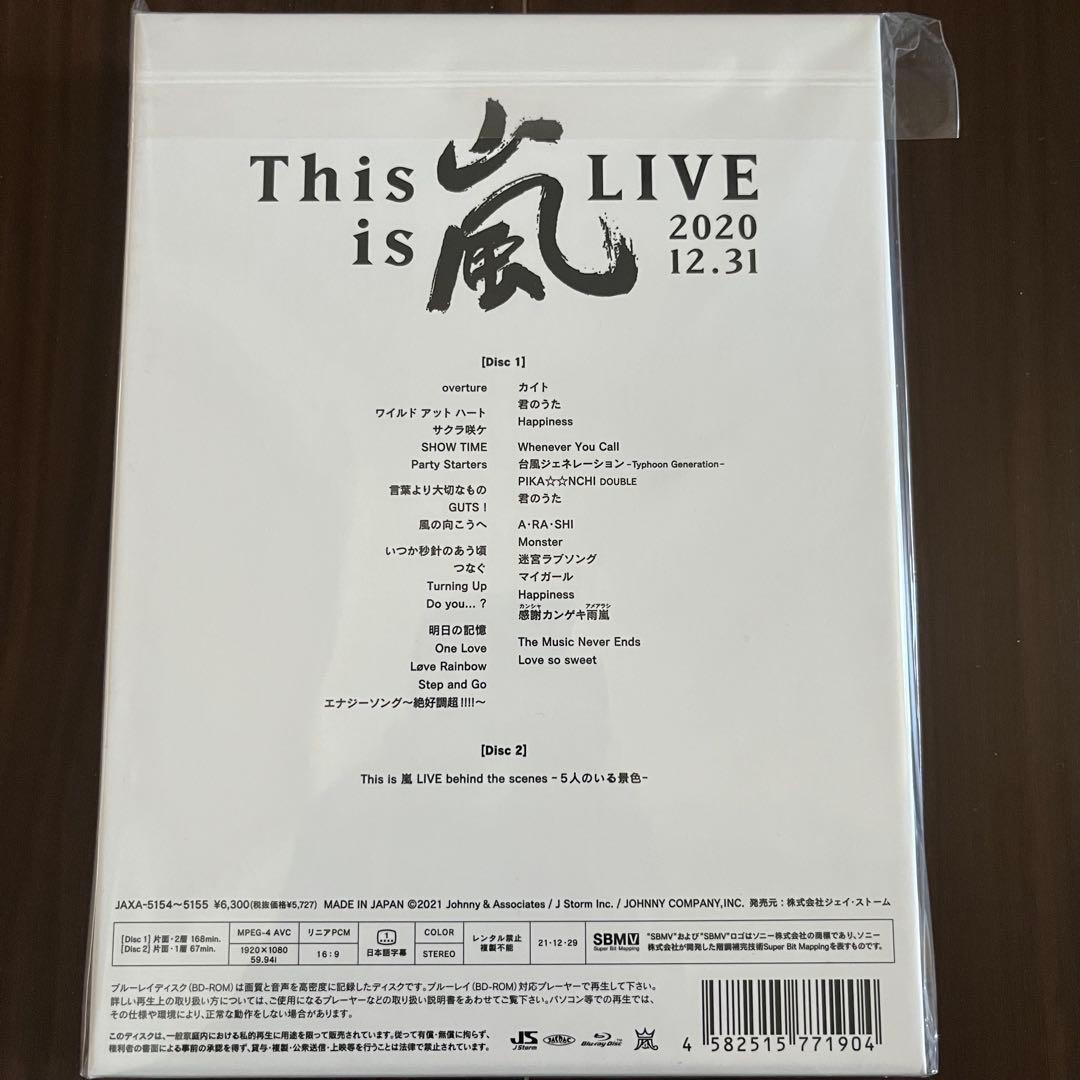 This is 嵐 LIVE
2020
12.31
[Disc 1]
overture
ワイルド アット ハート
サクラ咲ケ
SHOW TIME
Party Starters
言葉より大切なもの
GUTS !
風の向こうへ
いつか秒針のあう頃
つなぐ
Turning Up
Do you... ?
明日の記憶
One Love
Løve Rainbow
Step and Go
エナジーソング〜絶好調超!!!!〜
カイト
君のうた
Happiness
Whenever You Call
台風ジェネレーション -Typhoon Generation-
PIKA☆☆NCHI DOUBLE
君のうた
A・RA・SHI
Monster
迷宮ラブソング
マイガール
Happiness
カンシャ アメアラシ
感謝カンゲキ雨嵐
The Music Never Ends
Love so sweet
[Disc 2]
This is 嵐 LIVE behind the scenes -5人のいる景色-
JAXA-5154〜5155 ¥6,300(税抜価格¥5,727) MADE IN JAPAN ©2021 Johnny & Associates / J Storm Inc. / JOHNNY COMPANY,INC. 発売元:株式会社ジェイ・ストーム
[Disc 1] 片面・2層 168min.
[Disc 2] 片面・1層 67min.
MPEG-4 AVC
1920×1080
59.94i
リニアPCM
16:9
1
日本語字幕
COLOR
STEREO
レンタル禁止
複製不能
21・12・29
SBMV
Super Bit Mapping
"SBMV"および"SBMV"ロゴはソニー株式会社の商標であり、ソニー
株式会社が開発した階調補完技術Super Bit Mappingを表すものです。
ブルーレイディスク(BD-ROM)は画質と音声を高密度に記録したディスクです。ブルーレイ(BD-ROM)対応プレーヤーで再生して下さい。
詳しい再生上の取り扱い方については、ご使用になるプレーヤーなどの取り扱い説明書をあわせてご覧下さい。パソコン等での再生では、
その仕様や環境により、正常な動作をしない場合があります。
このディスクは、一般家庭内における私的再生に用途を限って販売されています。従って有償・無償に拘らず、
権利者の書面による事前の承諾を得ず、貸与・複製・公衆送信・上映等を行うことは法律で禁止されています。
JS
J Storm
JASRAC
Blu-ray Disc™
嵐
4 582515 771904